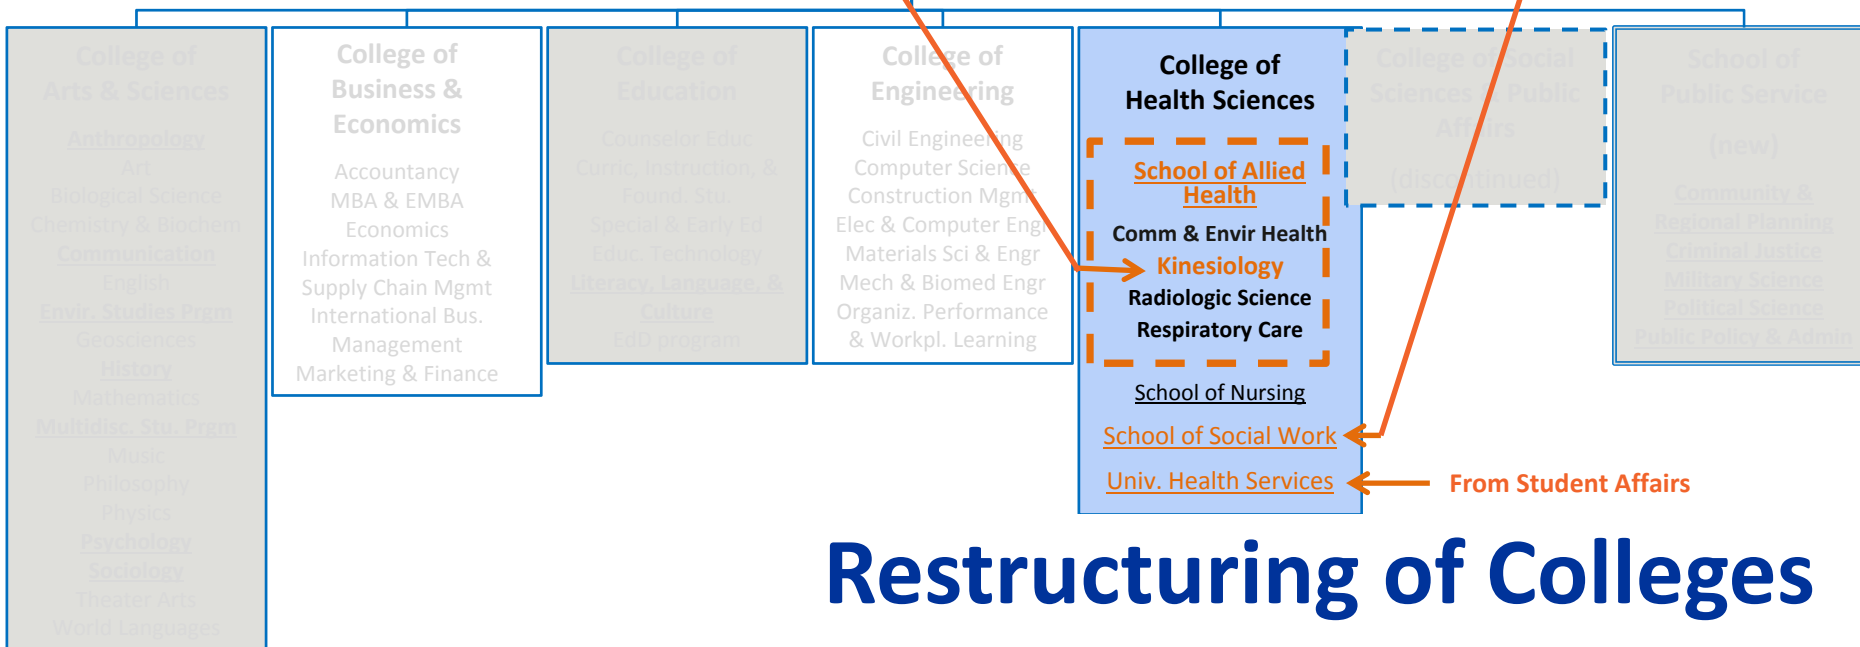 College of
Arts & Sciences
Anthropology
Art
Biological Science
Chemistry & Biochem
Communication
English
Envir. Studies Prgm
Geosciences
History
Mathematics
Multidisc. Stu. Prgm
Music
Philosophy
Physics
Psychology
Sociology
Theater Arts
World Languages
College of
Business &
Economics
Accountancy
MBA & EMBA
Economics
Information Tech &
Supply Chain Mgmt
International Bus.
Management
Marketing & Finance
College of
Education
Counselor Educ
Curric, Instruction, &
Found. Stu.
Special & Early Ed
Educ. Technology
Literacy, Language, &
Culture
EdD program
College of
Engineering
Civil Engineering
Computer Science
Construction Mgmt
Elec & Computer Engr
Materials Sci & Engr
Mech & Biomed Engr
Organiz. Performance
& Workpl. Learning
College of
Health Sciences
School of Allied
Health
Comm & Envir Health
Kinesiology
Radiologic Science
Respiratory Care
School of Nursing
School of Social Work
Univ. Health Services
From Student Affairs
College of Social
Sciences & Public
Affairs
(discontinued)
School of
Public Service
(new)
Community &
Regional Planning
Criminal Justice
Military Science
Political Science
Public Policy & Admin
Restructuring of Colleges